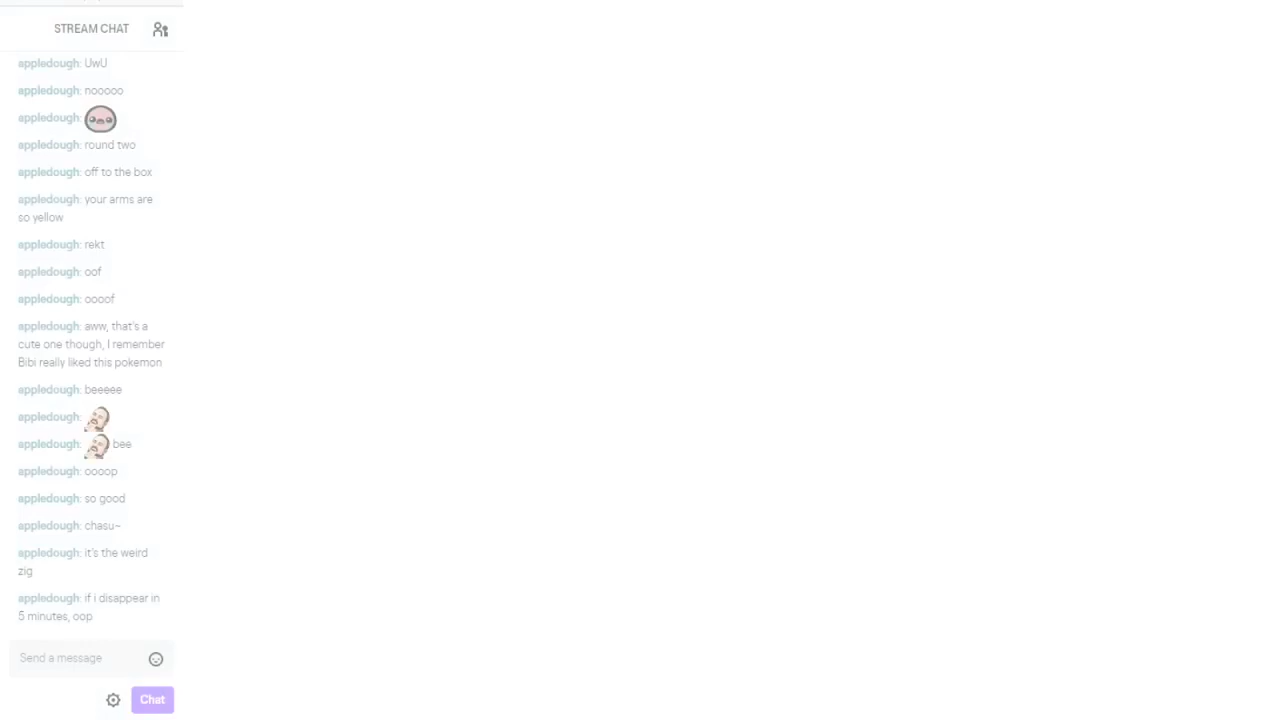 STREAM CHAT
appledough: UwU
appledough: nooooo
appledough:
appledough: round two
appledough: off to the box
appledough: your arms are
so yellow
appledough: rekt
appledough: oof
appledough: oooof
appledough: aww, that's a
cute one though, I remember
Bibi really liked this pokemon
appledough: beeeee
appledough:
appledough: bee
appledough: oooop
appledough: so good
appledough: chasu~
appledough: it's the weird
zig
appledough: if i disappear in
5 minutes, oop
Send a message
Chat